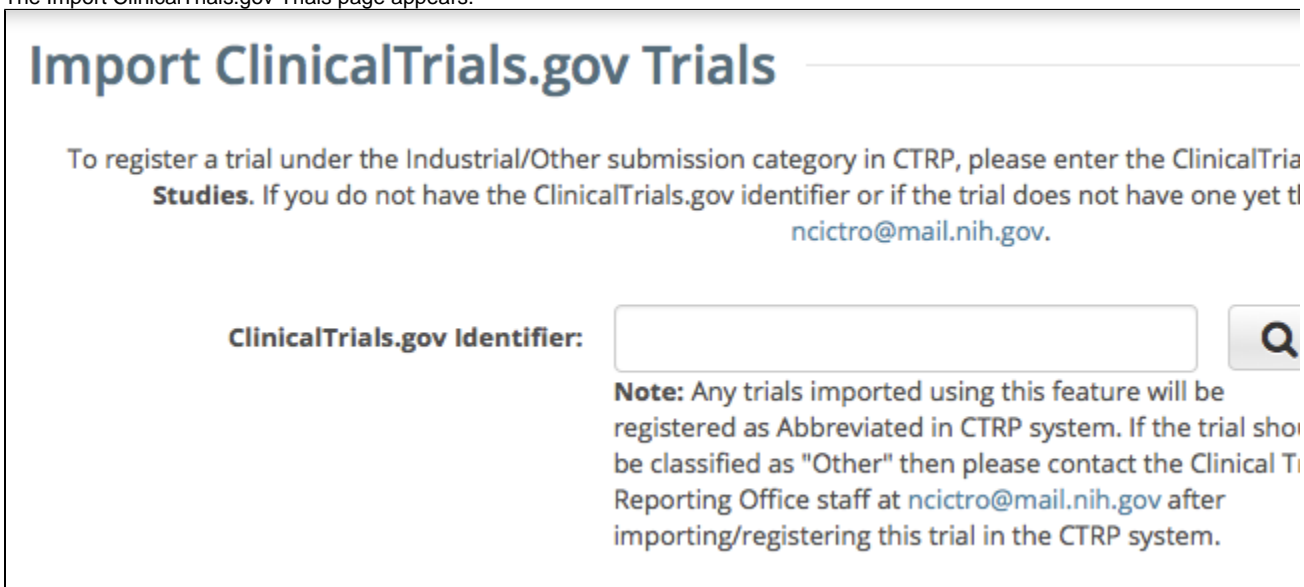 The Import ClinicalTrials.gov Trials page appears.
Import ClinicalTrials.gov Trials
To register a trial under the Industrial/Other submission category in CTRP, please enter the
Studies. If you do not have the ClinicalTrials.gov identifier or if the trial does not have one yet
ncictro@mail.nih.gov.
ClinicalTrials.gov Identifier:
Note: Any trials imported using this feature will be
registered as Abbreviated in CTRP system. If the trial
be classified as "Other" then please contact the Clinical
Reporting Office staff at ncictro@mail.nih.gov after
importing/registering this trial in the CTRP system.